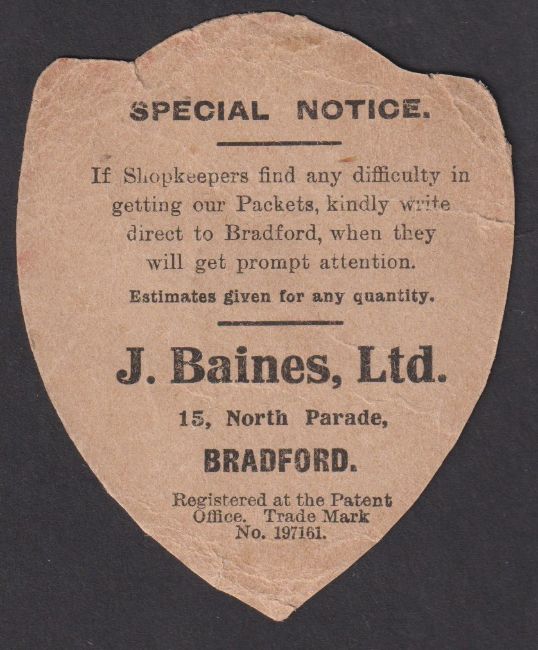 SPECIAL NOTICE.
If Shopkeepers find any difficulty in
getting our Packets, kindly write
direct to Bradford, when they
will get prompt attention.
Estimates given for any quantity.
J. Baines, Ltd.
15, North Parade,
BRADFORD.
Registered at the Patent
Office. Trade Mark
No. 197161.